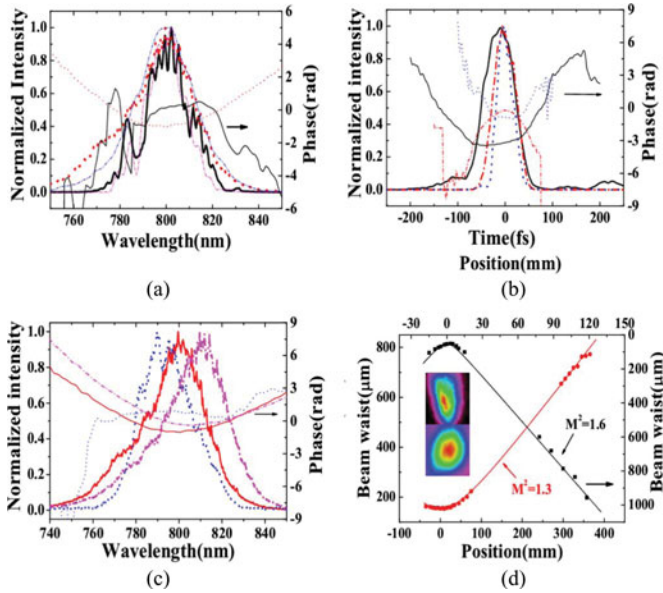 Normalized Intensity
1.0
0.8
0.6
0.4
0.2
0.0
6
4
2
0
-2
-4
-6
Phase(rad)
760 780 800 820 840
Wavelength(nm)
(a)
Normalized Intensity
1.0
0.8
0.6
0.4
0.2
0.0
8
6
3
0
-3
-6
-9
Phase(rad)
-200 -100 0 100 200
Time(fs)
(b)
Normalized intensity
1.0
0.8
0.6
0.4
0.2
0.0
9
6
3
0
-3
-6
-9
Phase(rad)
740 760 780 800 820 840
Wavelength(nm)
(c)
Position(mm)
-30 0 30 60 90 120 150
Beam waist(μm)
800
600
400
200
0
200
400
600
800
1000
Beam waist(μm)
M²=1.6
M²=1.3
-100 0 100 200 300 400
Position(mm)
(d)